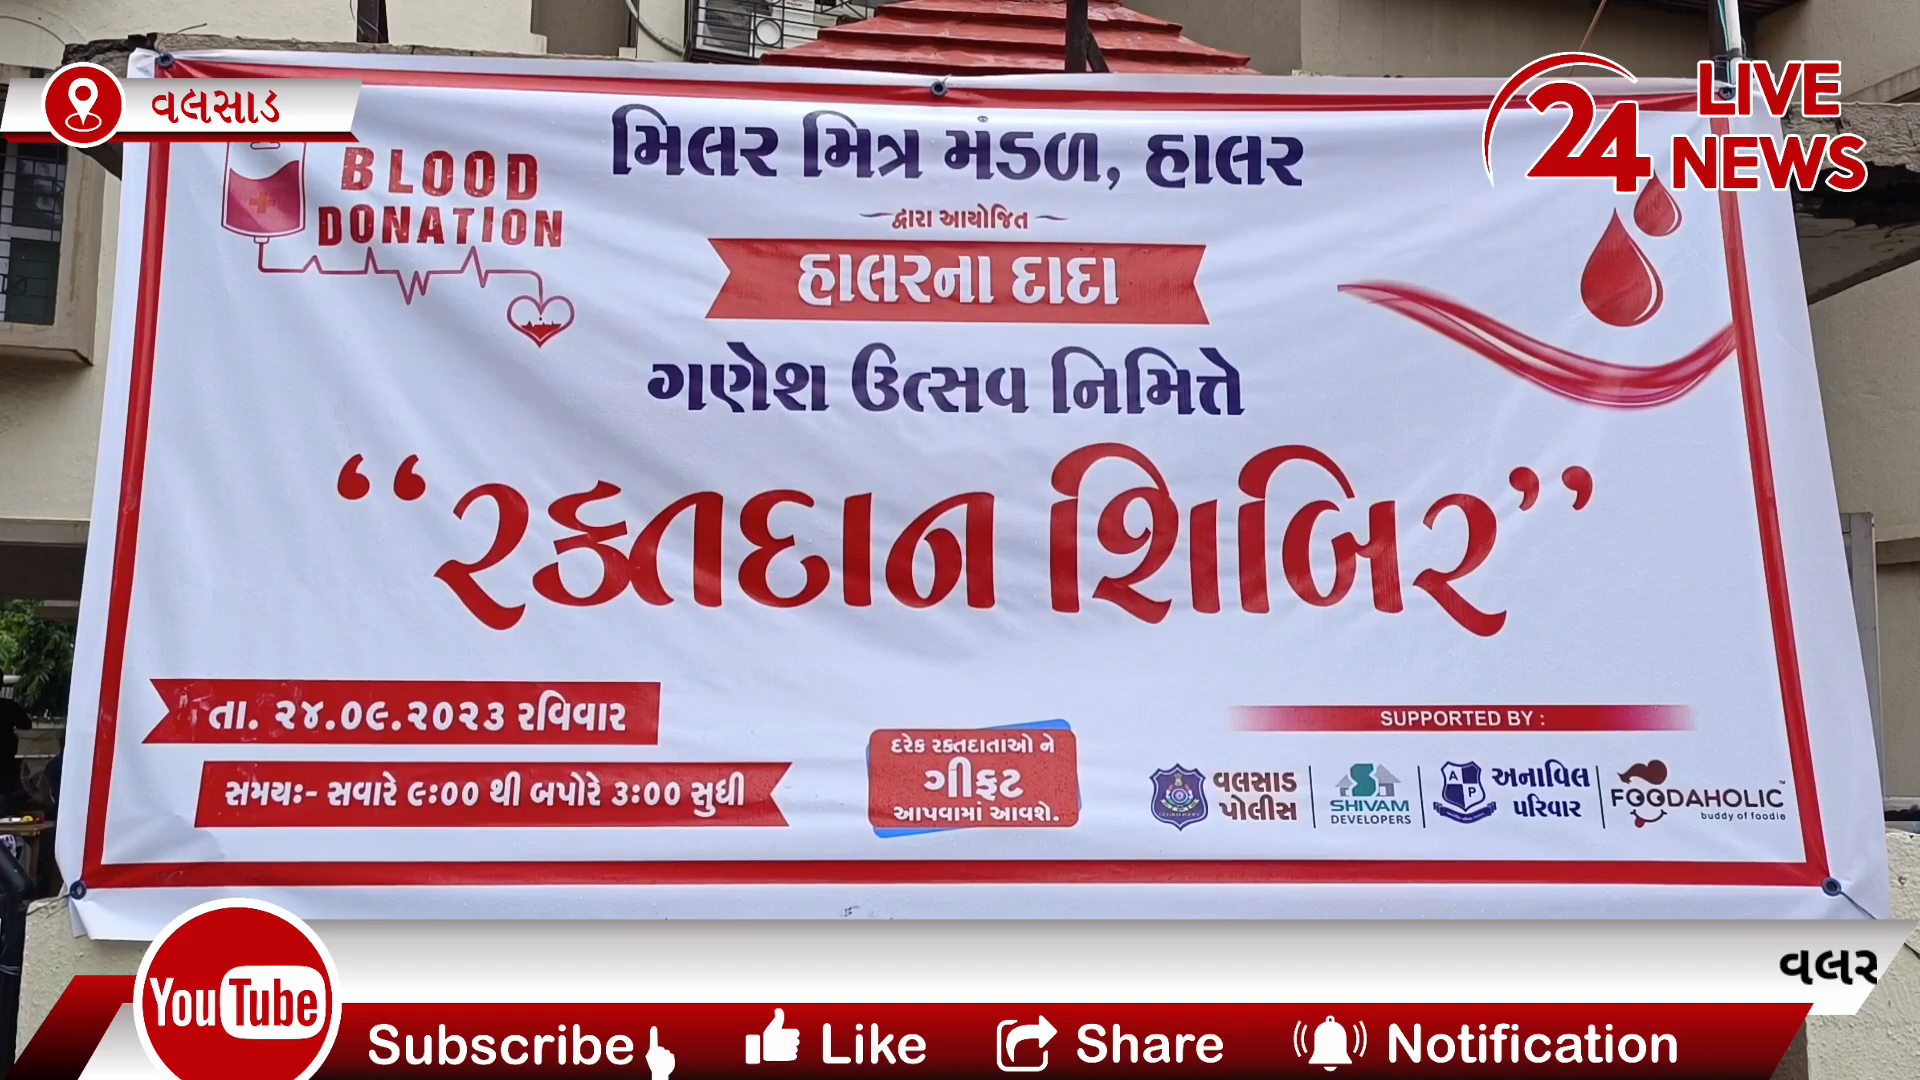 વલસાડ
24 LIVE NEWS
BLOOD
DONATION
મિલર મિત્ર મંડળ, હાલર
દ્વારા આયોજિત
હાલરના દાદા
ગણેશ ઉત્સવ નિમિત્તે
“રક્તદાન શિબિર”
તા. ૨૪.૦૯.૨૦૨૩ રવિવાર
સમયઃ- સવારે ૯:૦૦ થી બપોરે ૩:૦૦ સુધી
દરેક રક્તદાતાઓ ને
ગીફટ
આપવામાં આવશે.
SUPPORTED BY :
વલસાડ પોલીસ
SHIVAM DEVELOPERS
A P
અનાવિલ પરિવાર
FOODAHOLIC™
buddy of foodie
YouTube
Subscribe Like Share Notification